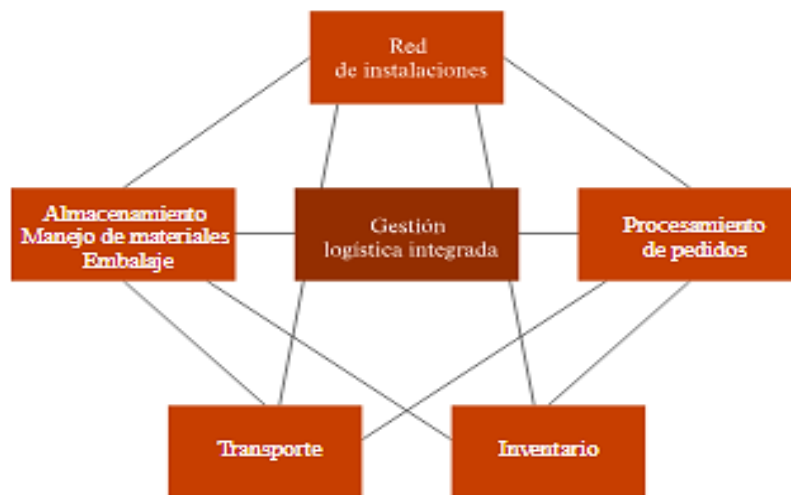 Red
de instalaciones
Almacenamiento
Manejo de materiales
Embalaje
Gestión
logística integrada
Procesamiento
de pedidos
Transporte
Inventario